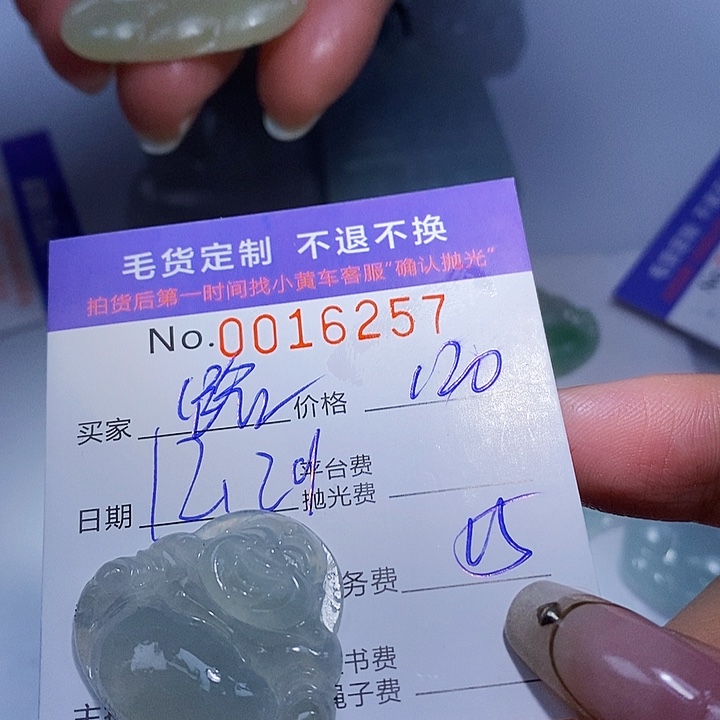 毛货定制 不退不换
拍货后第一时间找小黄车客服"确认抛光"
No.0016257
买家 价格 120
平台费
日期 抛光费
务费
书费
绳子费